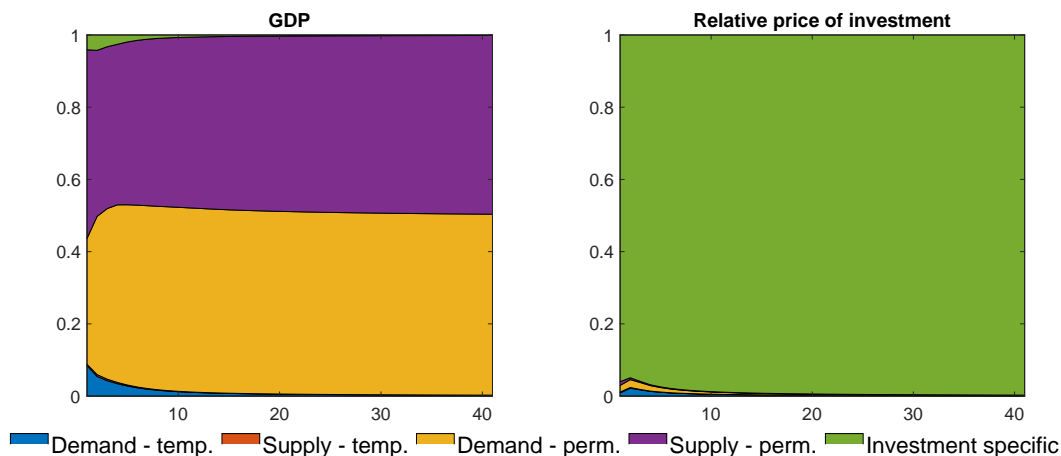 GDP
1
0.8
0.6
0.4
0.2
0
10 20 30 40
Relative price of investment
1
0.8
0.6
0.4
0.2
0
10 20 30 40
Demand - temp. Supply - temp. Demand - perm. Supply - perm. Investment specific